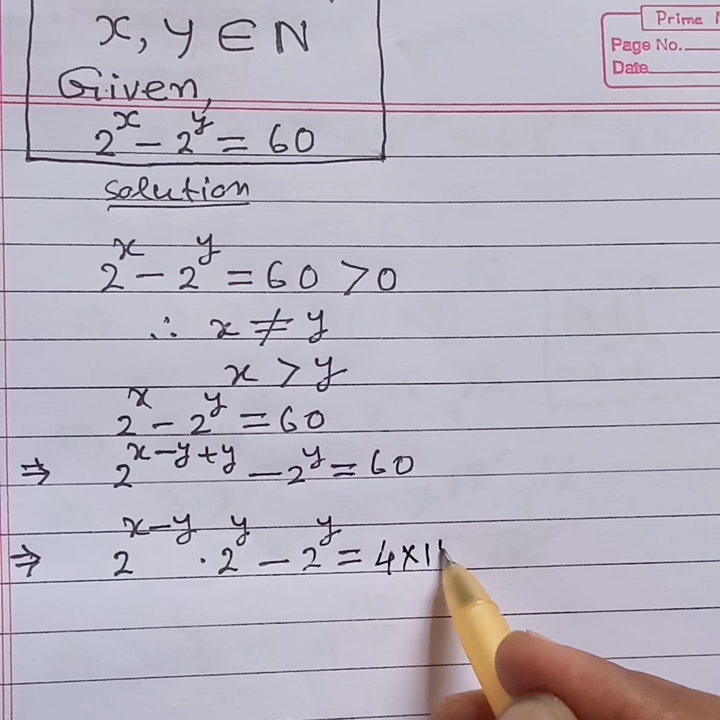 x, y ∈ N
Prime
Page No.
Date
Given,
2^x - 2^y = 60
Solution
2^x - 2^y = 60 > 0
∴ x ≠ y
x > y
2^x - 2^y = 60
⇒ 2^(x-y+y) - 2^y = 60
⇒ 2^(x-y) · 2^y - 2^y = 4×1